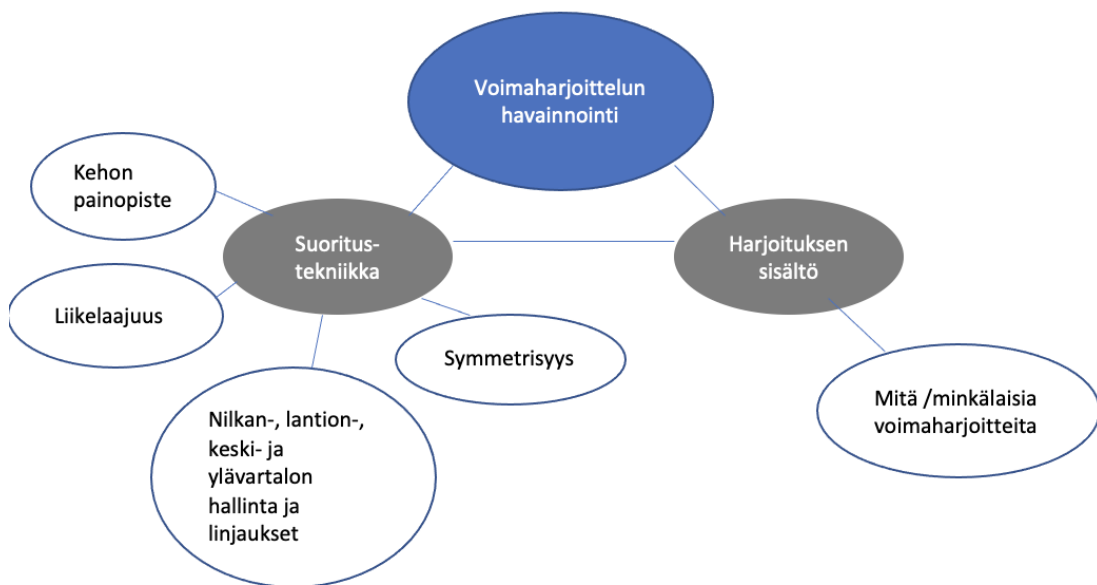 Voimaharjoittelun
havainnointi
Kehon
painopiste
Suoritus-
tekniikka
Harjoituksen
sisältö
Liikelaajuus
Symmetrisyys
Mitä /minkälaisia
voimaharjoitteita
Nilkan-, lantion-,
keski- ja
ylävartalon
hallinta ja
linjaukset